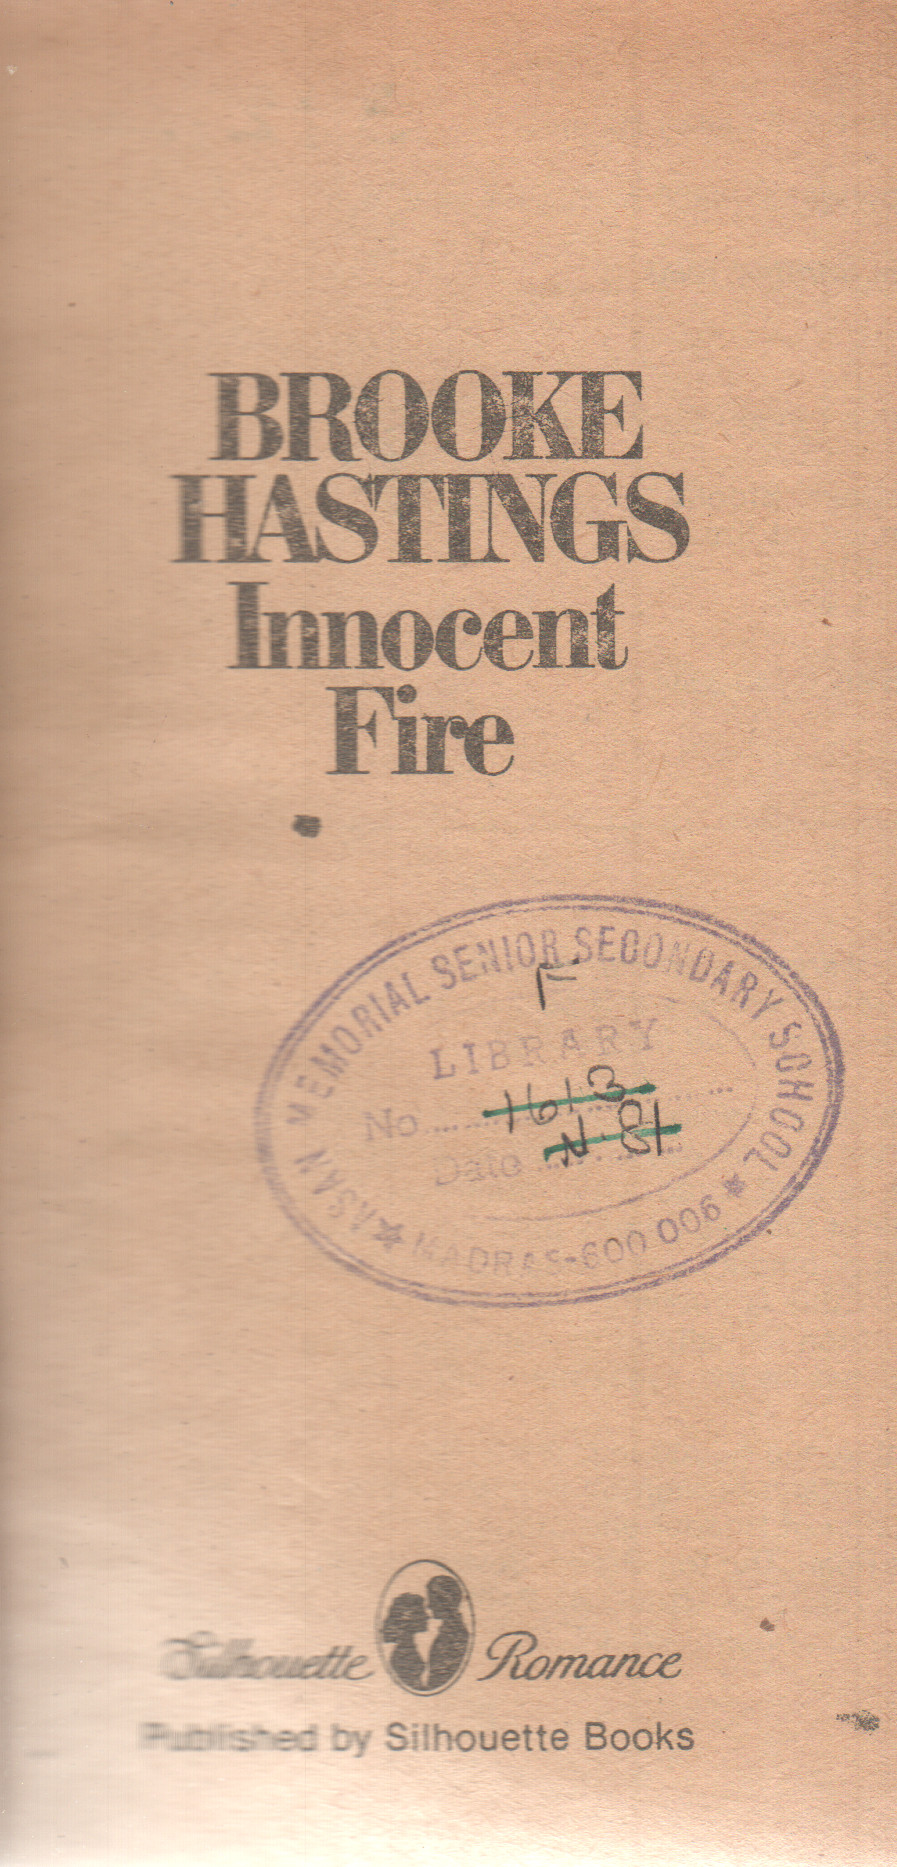 BROOKE
HASTINGS
Innocent
Fire
ASAN MEMORIAL SENIOR SECONDARY SCHOOL
F
LIBRARY
No ...... 1613
Date ......
MADRAS-600 006
Silhouette Romance
Published by Silhouette Books